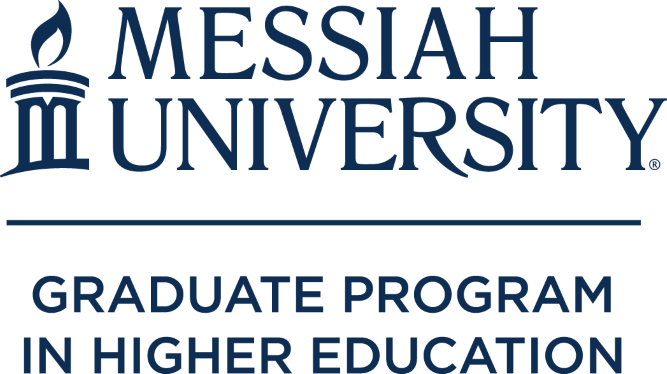 MESSIAH
UNIVERSITY®
GRADUATE PROGRAM
IN HIGHER EDUCATION